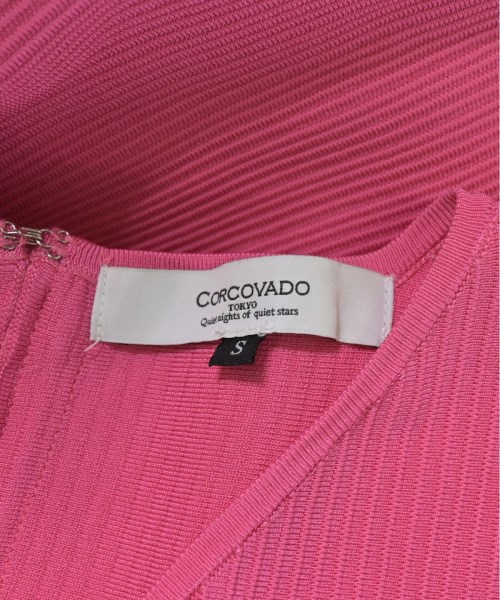 CORCOVADO
TOKYO
Quiet nights of quiet stars
S